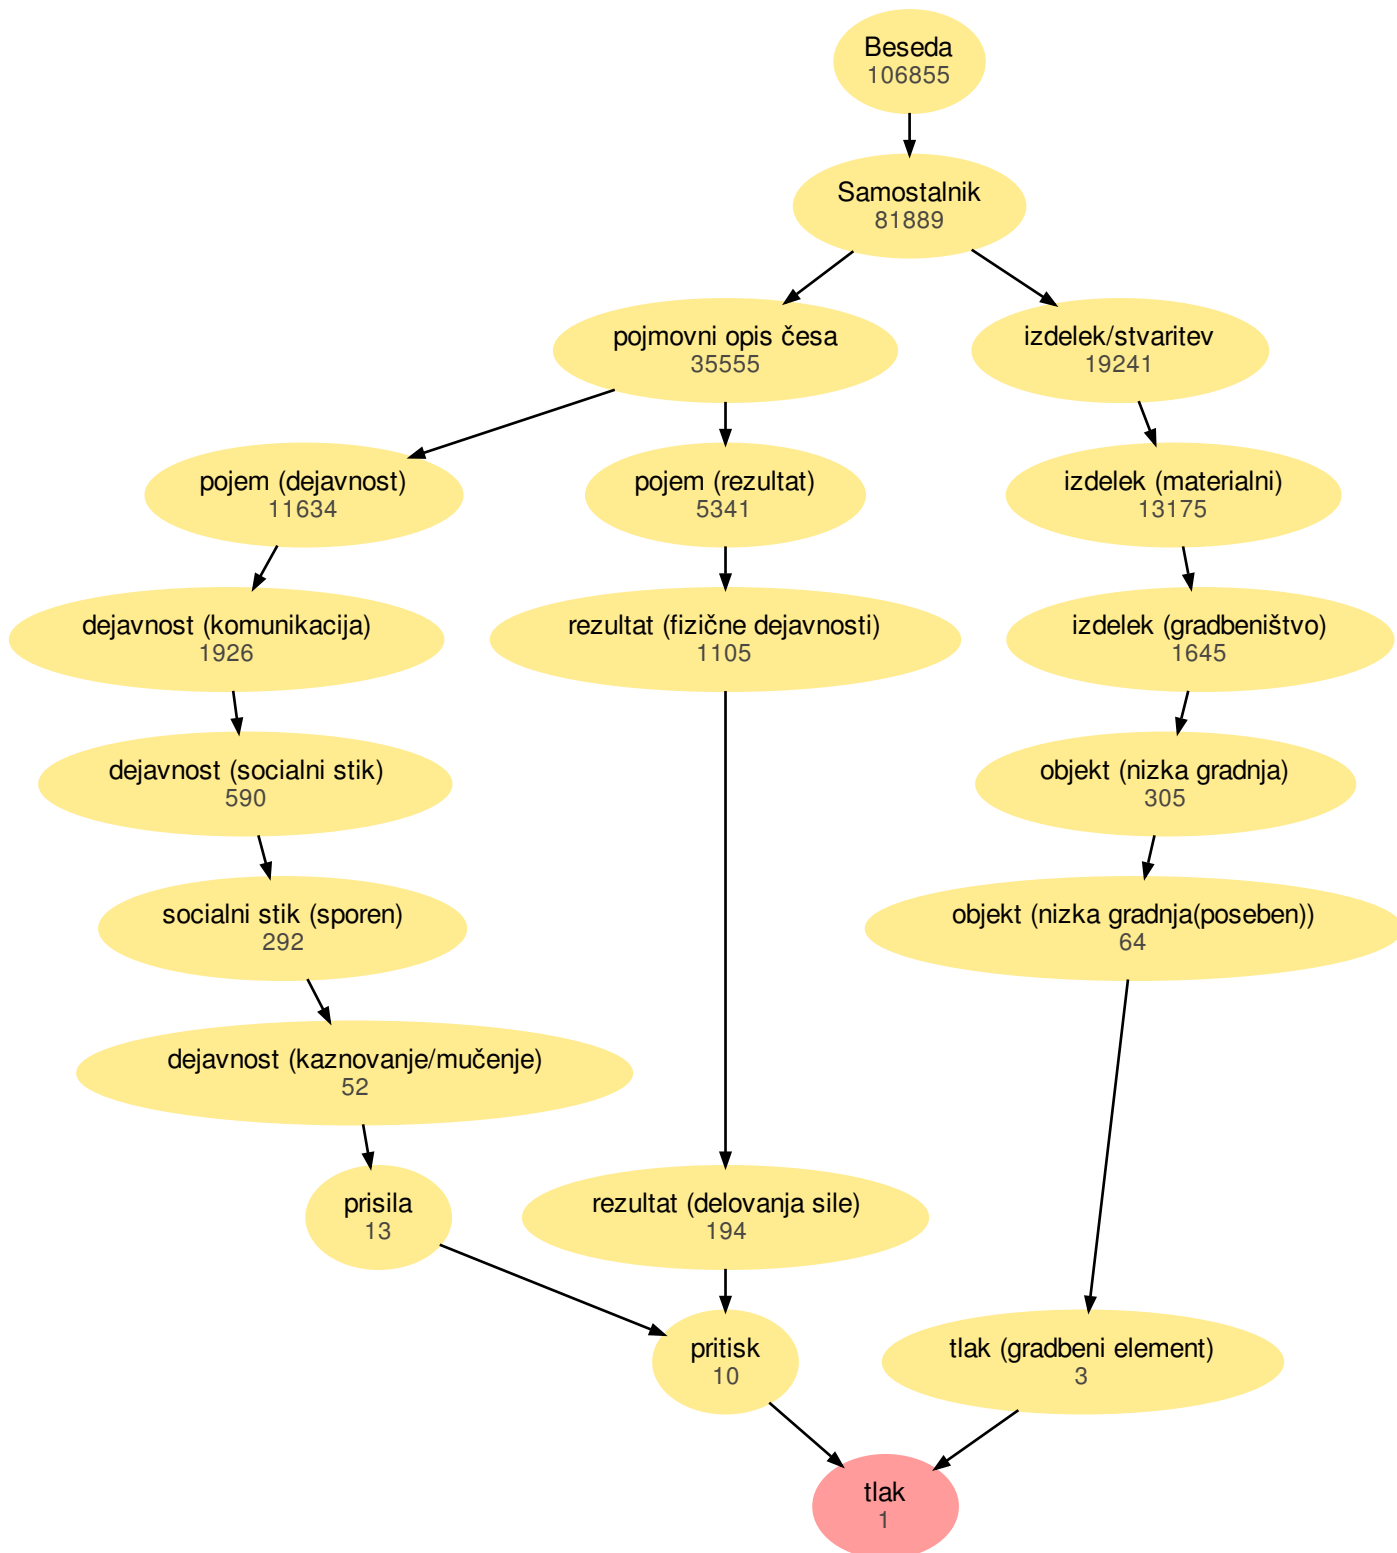 Beseda
106855
Samostalnik
81889
pojmovni opis česa
35555
izdelek/stvaritev
19241
pojem (dejavnost)
11634
pojem (rezultat)
5341
izdelek (materialni)
13175
dejavnost (komunikacija)
1926
rezultat (fizične dejavnosti)
1105
izdelek (gradbeništvo)
1645
dejavnost (socialni stik)
590
objekt (nizka gradnja)
305
socialni stik (sporen)
292
objekt (nizka gradnja(poseben))
64
dejavnost (kaznovanje/mučenje)
52
prisila
13
rezultat (delovanja sile)
194
pritisk
10
tlak (gradbeni element)
3
tlak
1